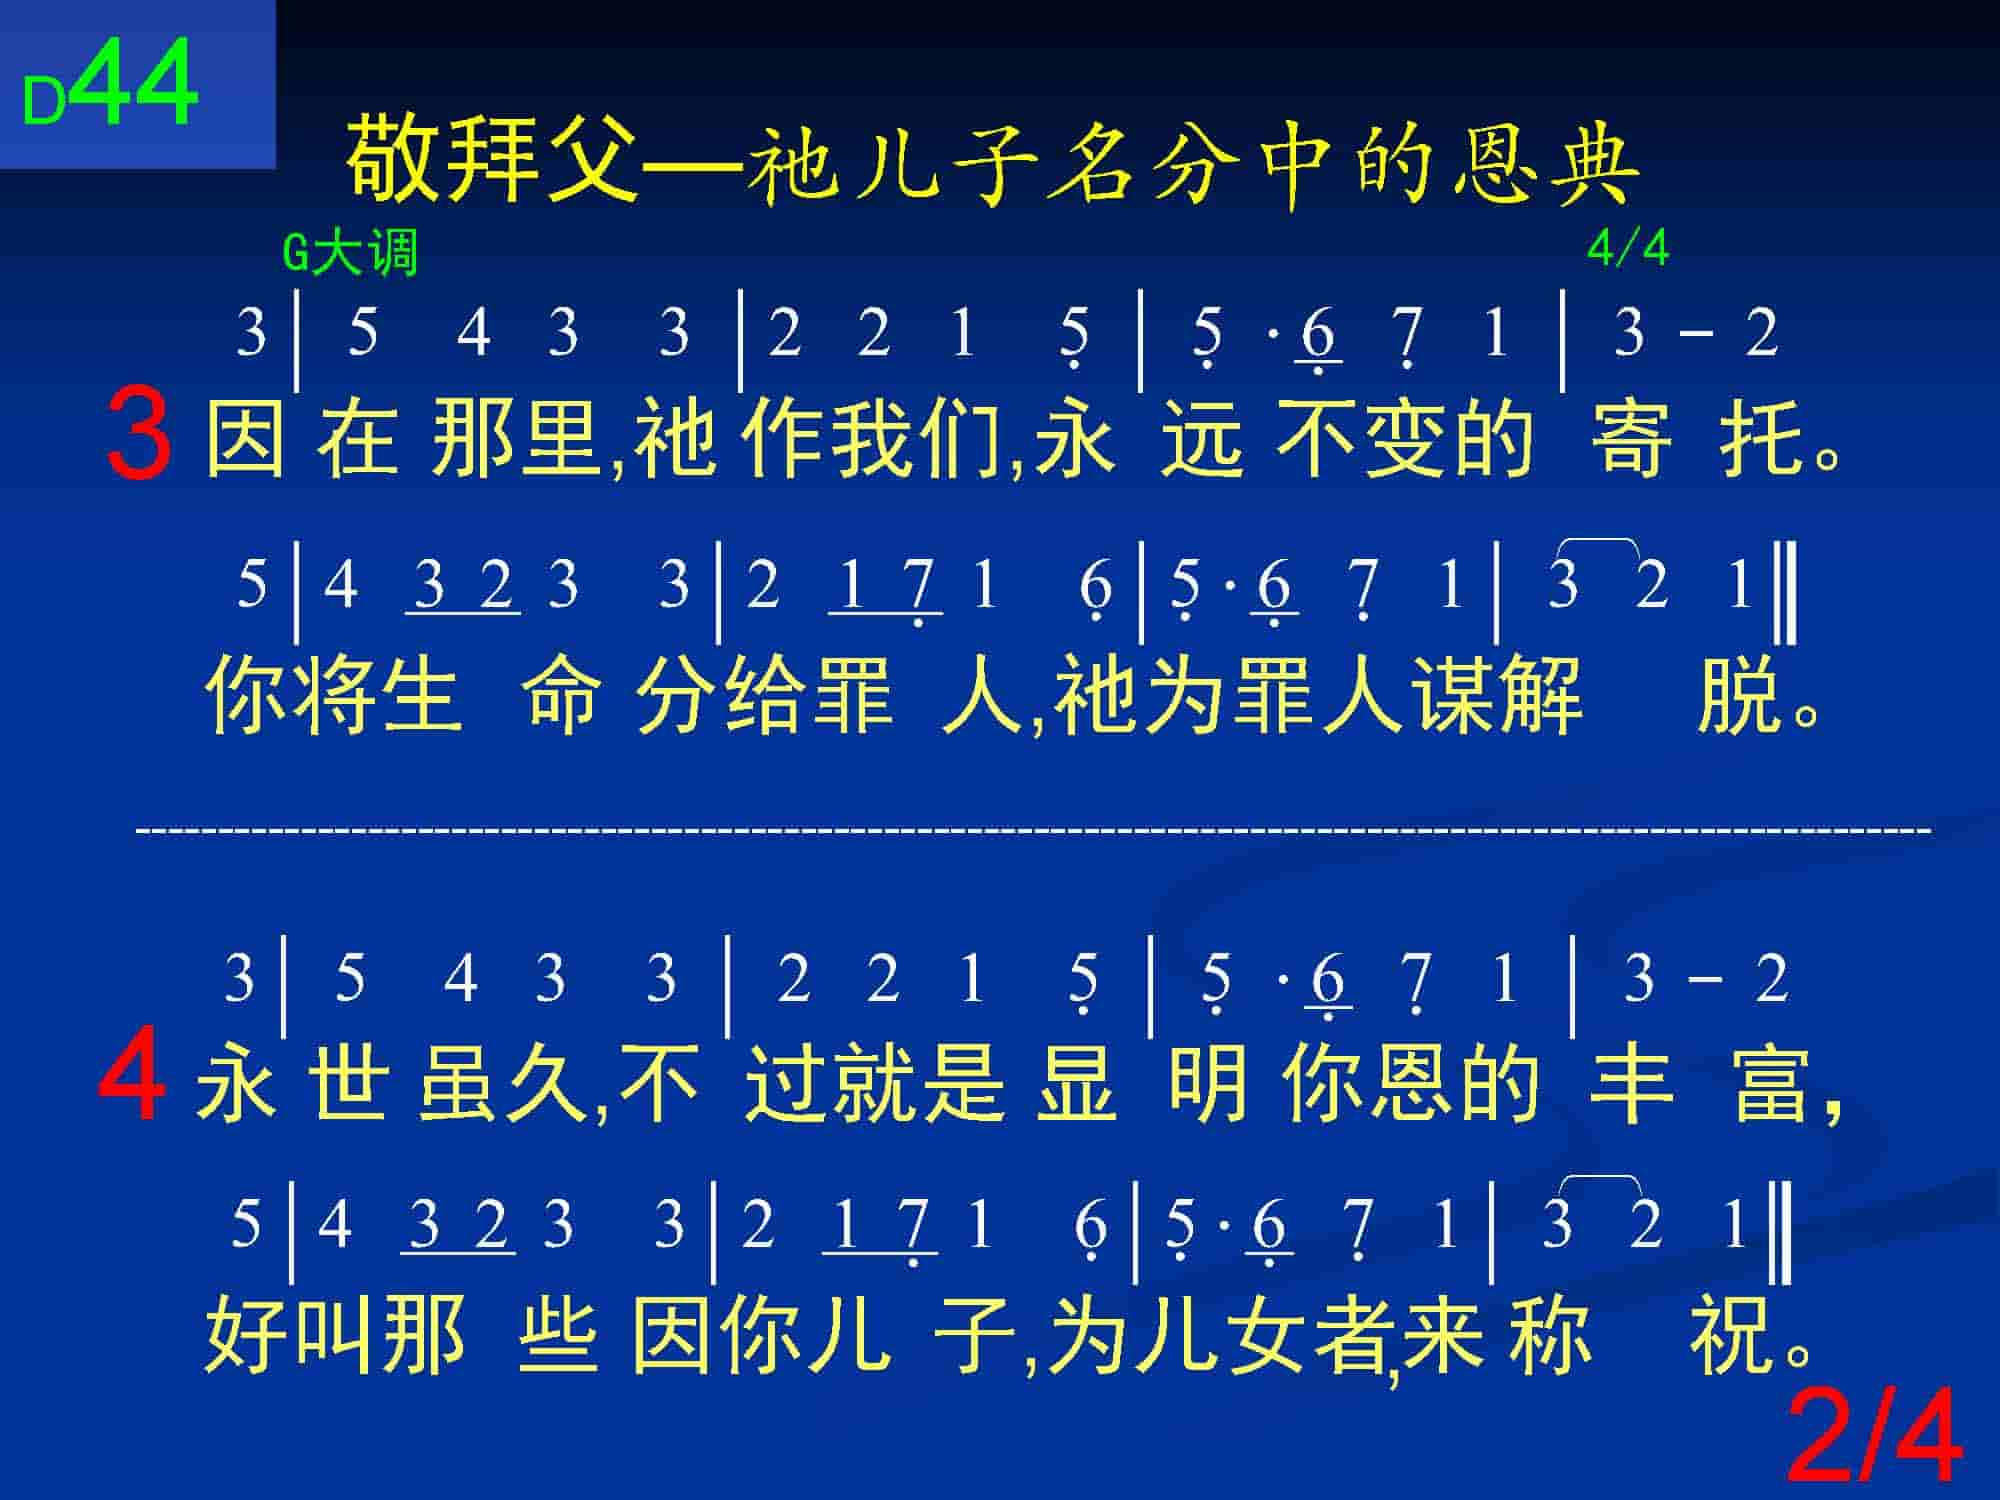 D44
敬拜父—祂儿子名分中的恩典
G大调 4/4
3 | 5 4 3 3 | 2 2 1 5̣ | 5̣ · 6̣ 7̣ 1 | 3 – 2
3 因在那里,祂作我们,永远不变的寄托。
5 | 4 3 2 3 3 | 2 1 7̣ 1 6̣ | 5̣ · 6̣ 7̣ 1 | 3 2 1 ‖
你将生命分给罪人,祂为罪人谋解脱。
3 | 5 4 3 3 | 2 2 1 5̣ | 5̣ · 6̣ 7̣ 1 | 3 – 2
4 永世虽久,不过就是显明你恩的丰富,
5 | 4 3 2 3 3 | 2 1 7̣ 1 6̣ | 5̣ · 6̣ 7̣ 1 | 3 2 1 ‖
好叫那些因你儿子,为儿女者,来称祝。
2/4